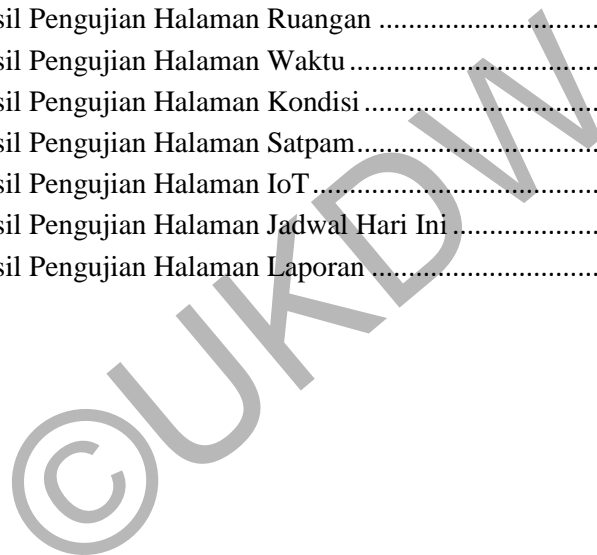 sil Pengujian Halaman Ruangan ..................................
sil Pengujian Halaman Waktu ......................................
sil Pengujian Halaman Kondisi ....................................
sil Pengujian Halaman Satpam.....................................
sil Pengujian Halaman IoT...........................................
sil Pengujian Halaman Jadwal Hari Ini ......................
sil Pengujian Halaman Laporan ...................................
©UKDW